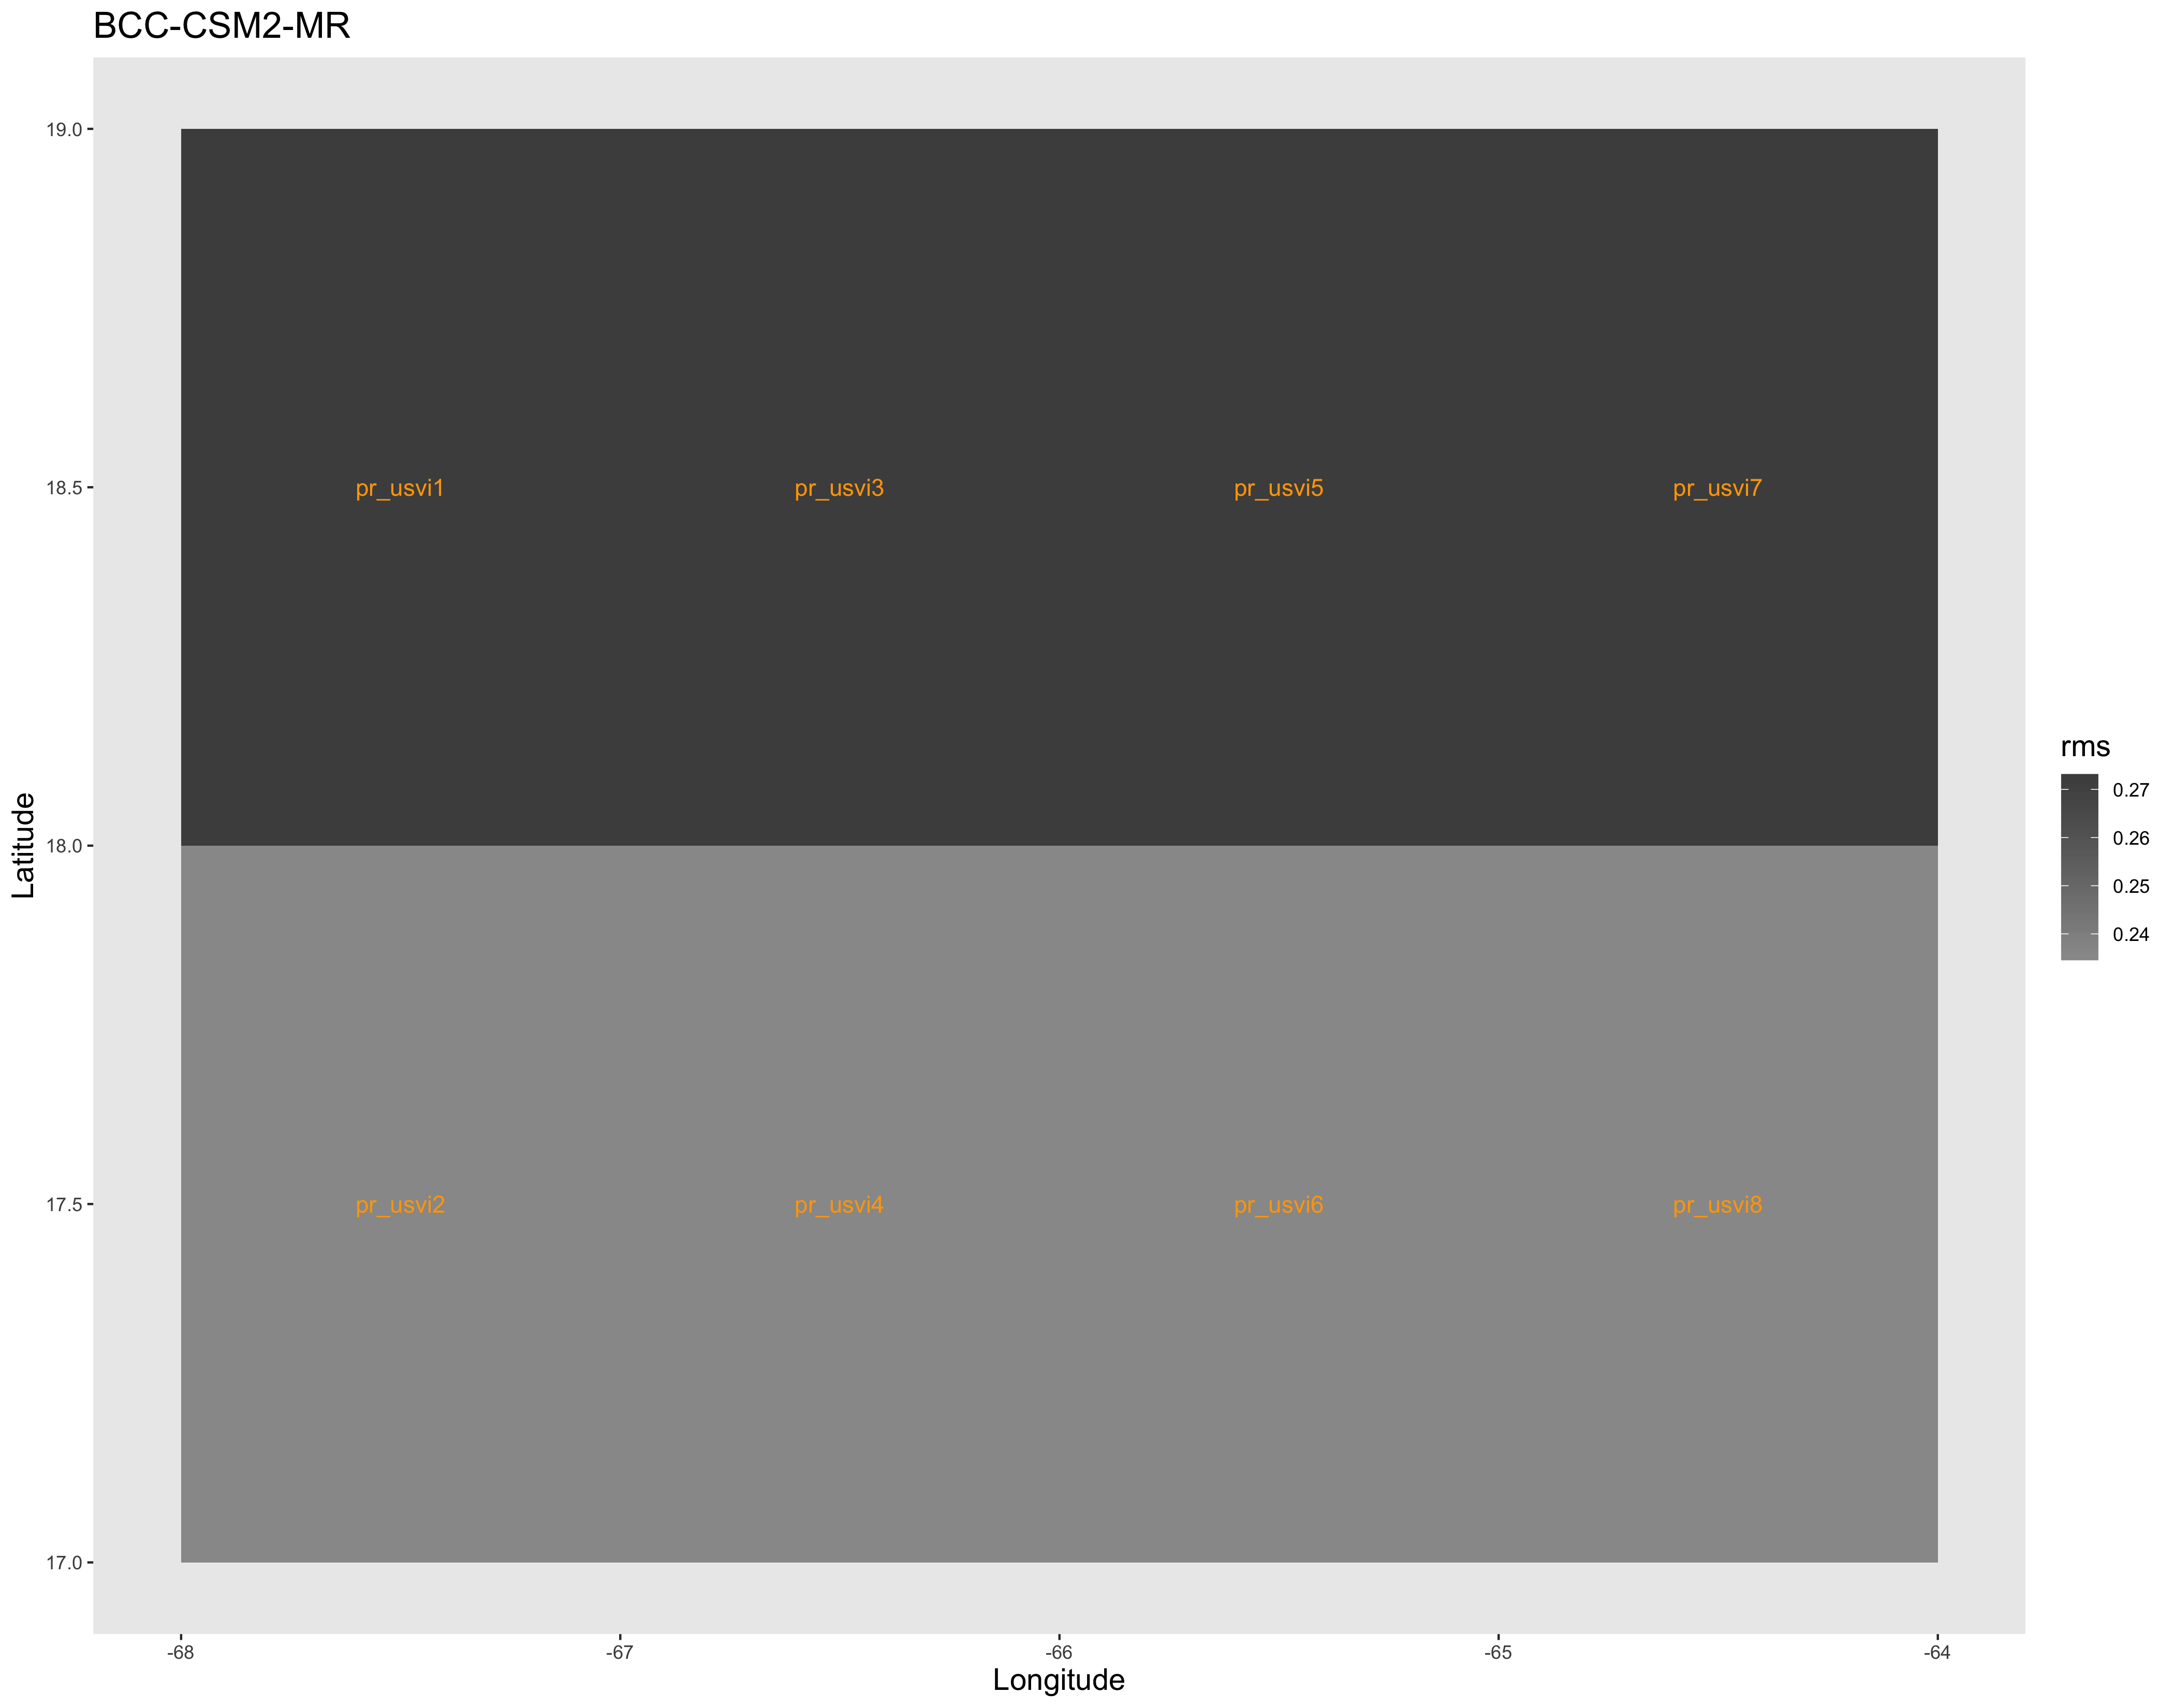 BCC-CSM2-MR
19.0
18.5
18.0
17.5
17.0
Latitude
pr_usvi1 pr_usvi3 pr_usvi5 pr_usvi7
pr_usvi2 pr_usvi4 pr_usvi6 pr_usvi8
-68 -67 -66 -65 -64
Longitude
rms
0.27
0.26
0.25
0.24